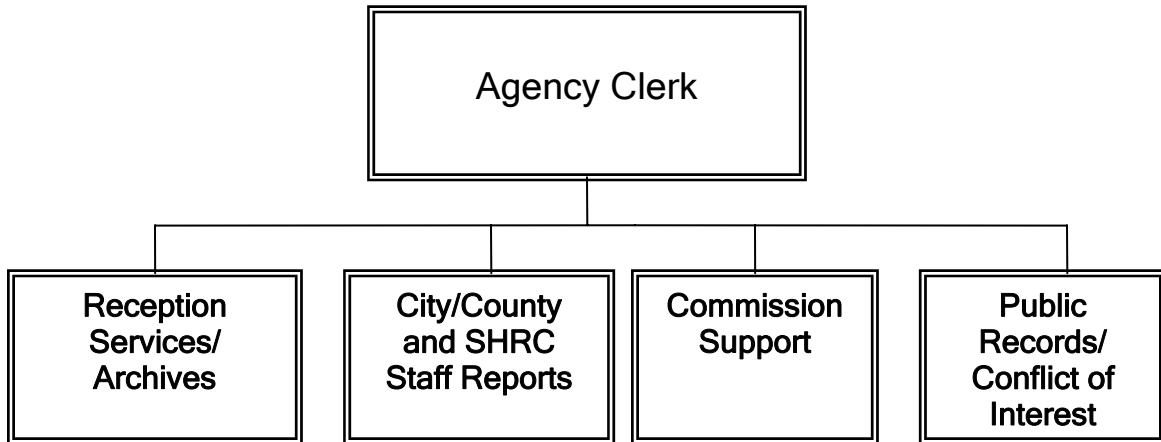 Agency Clerk
Reception
Services/
Archives
City/County
and SHRC
Staff Reports
Commission
Support
Public
Records/
Conflict of
Interest